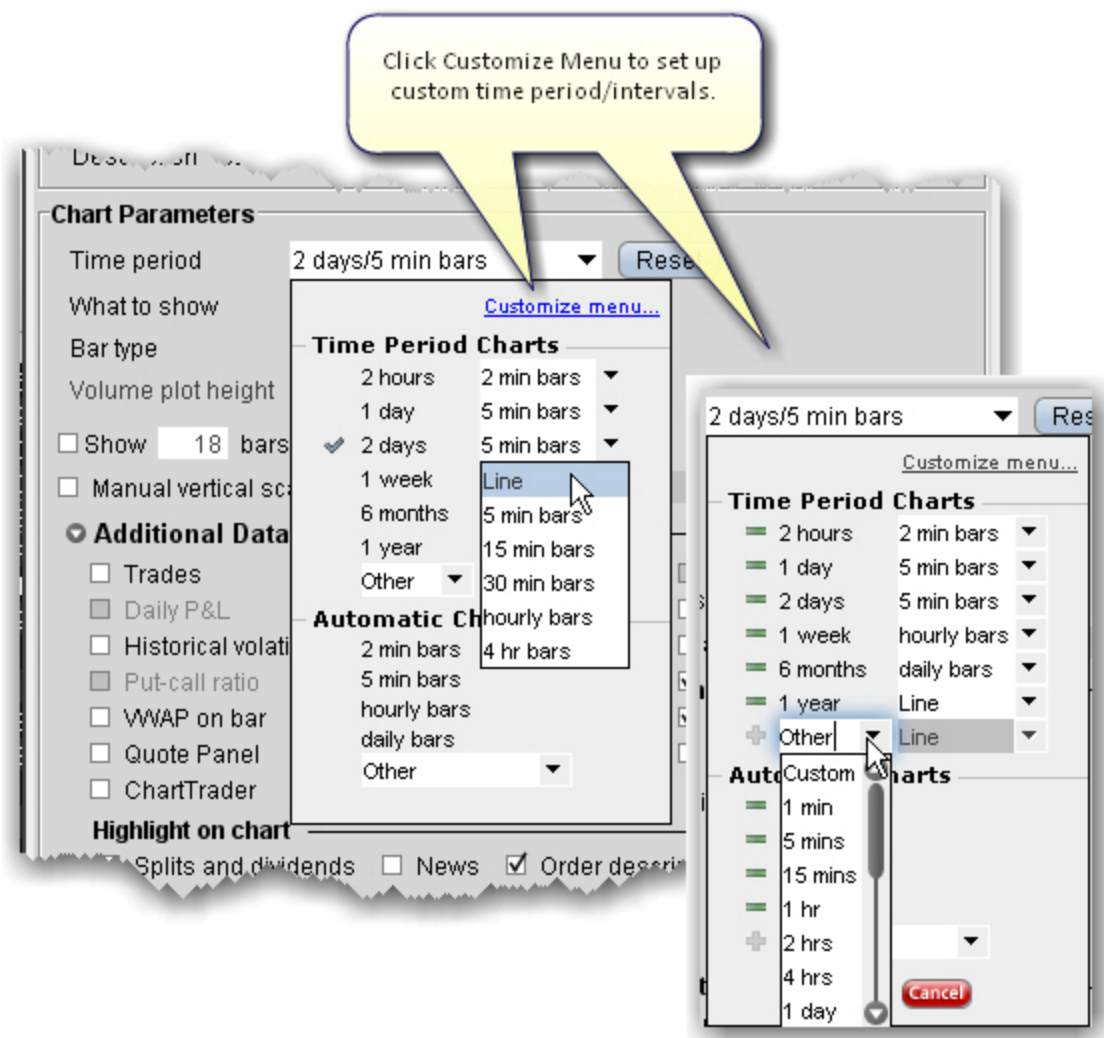 Click Customize Menu to set up
custom time period/intervals.
Chart Parameters
Time period
2 days/5 min bars
What to show
Customize menu...
Bar type
Time Period Charts
Volume plot height
2 hours 2 min bars
1 day 5 min bars
Show 18 bars
2 days 5 min bars
Manual vertical
1 week
Line
6 months
5 min bars
Additional Data
1 year
15 min bars
Trades
Other
30 min bars
Daily P&L
Automatic
hourly bars
Historical
2 min bars
4 hr bars
Put-call ratio
5 min bars
VWAP on bar
hourly bars
Quote Panel
daily bars
ChartTrader
Other
Highlight on chart
Splits and dividends News Order
2 days/5 min bars
Customize menu...
Time Period Charts
2 hours 2 min bars
1 day 5 min bars
2 days 5 min bars
1 week hourly bars
6 months daily bars
1 year Line
Other Line
Custom
1 min
5 mins
15 mins
1 hr
2 hrs
4 hrs
Cancel
1 day